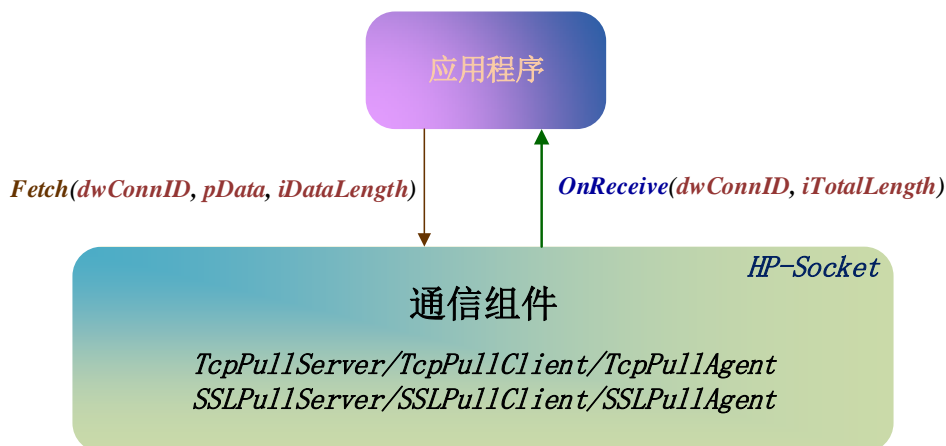 应用程序
Fetch(dwConnID, pData, iDataLength)
OnReceive(dwConnID, iTotalLength)
HP-Socket
通信组件
TcpPullServer/TcpPullClient/TcpPullAgent
SSLPullServer/SSLPullClient/SSLPullAgent